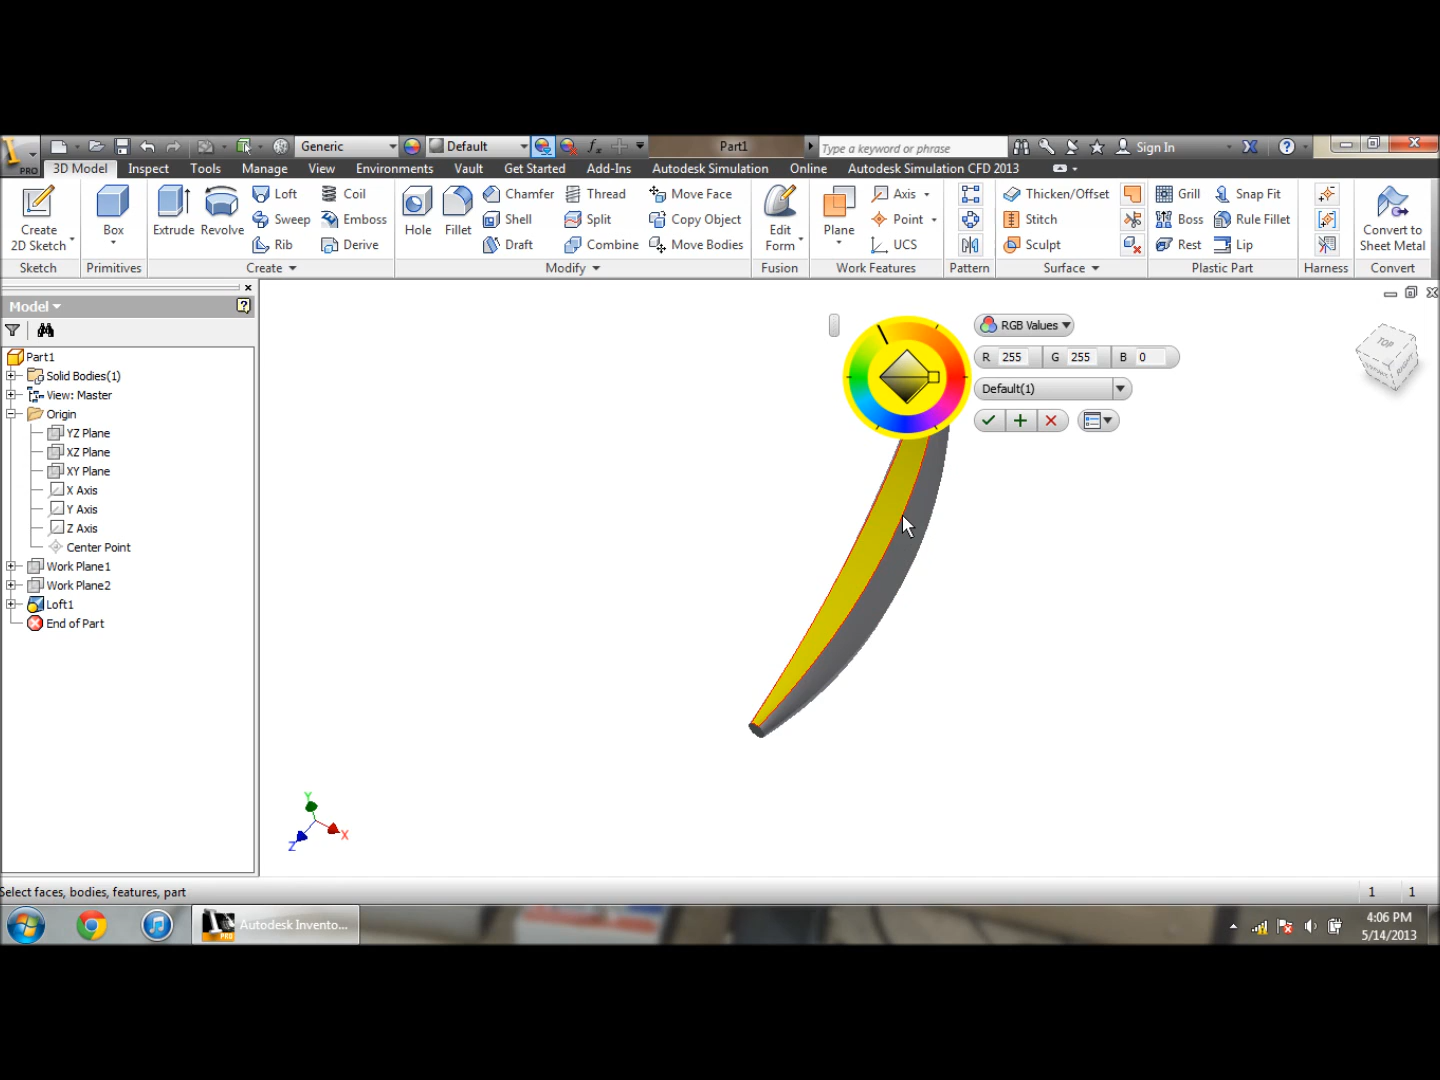 Generic Default Part1 Type a keyword or phrase Sign In
PRO 3D Model Inspect Tools Manage View Environments Vault Get Started Add-Ins Autodesk Simulation Online Autodesk Simulation CFD 2013
Loft Coil Chamfer Thread Move Face Axis Thicken/Offset Grill Snap Fit
Create 2D Sketch Box Extrude Revolve Sweep Emboss Hole Fillet Shell Split Copy Object Edit Form Plane Point Stitch Boss Rule Fillet Convert to Sheet Metal
Rib Derive Draft Combine Move Bodies UCS Sculpt Rest Lip
Sketch Primitives Create Modify Fusion Work Features Pattern Surface Plastic Part Harness Convert
Model
RGB Values
TOP
Part1
R 255 G 255 B 0
Solid Bodies(1)
Default(1)
View: Master
Origin
YZ Plane
XZ Plane
XY Plane
X Axis
Y Axis
Z Axis
Center Point
Work Plane1
Work Plane2
Loft1
End of Part
Y
X
Z
Select faces, bodies, features, part 1 1
PRO Autodesk Invento... 4:06 PM
5/14/2013